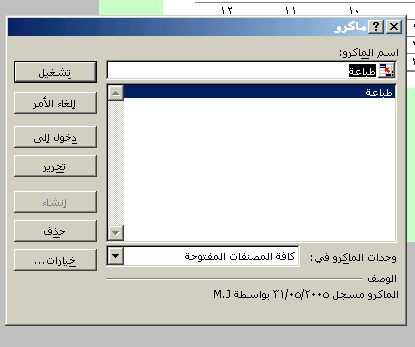 ١٢ ١١ ١٠
ماكرو
اسم الماكرو:
طباعة
طباعة
تشغيل
إلغاء الأمر
دخول إلى
تحرير
إنشاء
حذف
خيارات...
وحدات الماكرو في:
كافة المصنفات المفتوحة
الوصف
الماكرو مسجل ٣١/٠٥/٢٠٠٥ بواسطة M.J